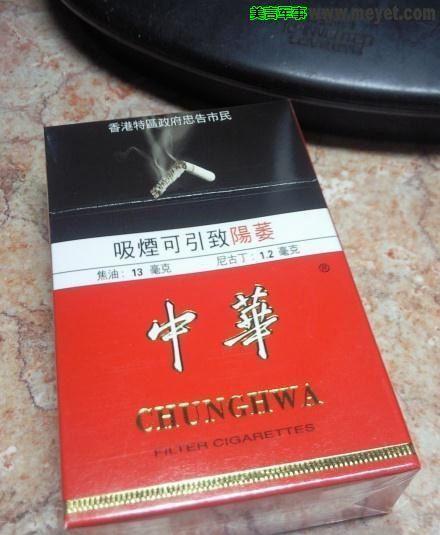 美言军事 www.meyet.com
香港特區政府忠告市民
吸煙可引致陽萎
焦油: 13 毫克 尼古丁: 1.2 毫克
中華®
CHUNGHWA
FILTER CIGARETTES